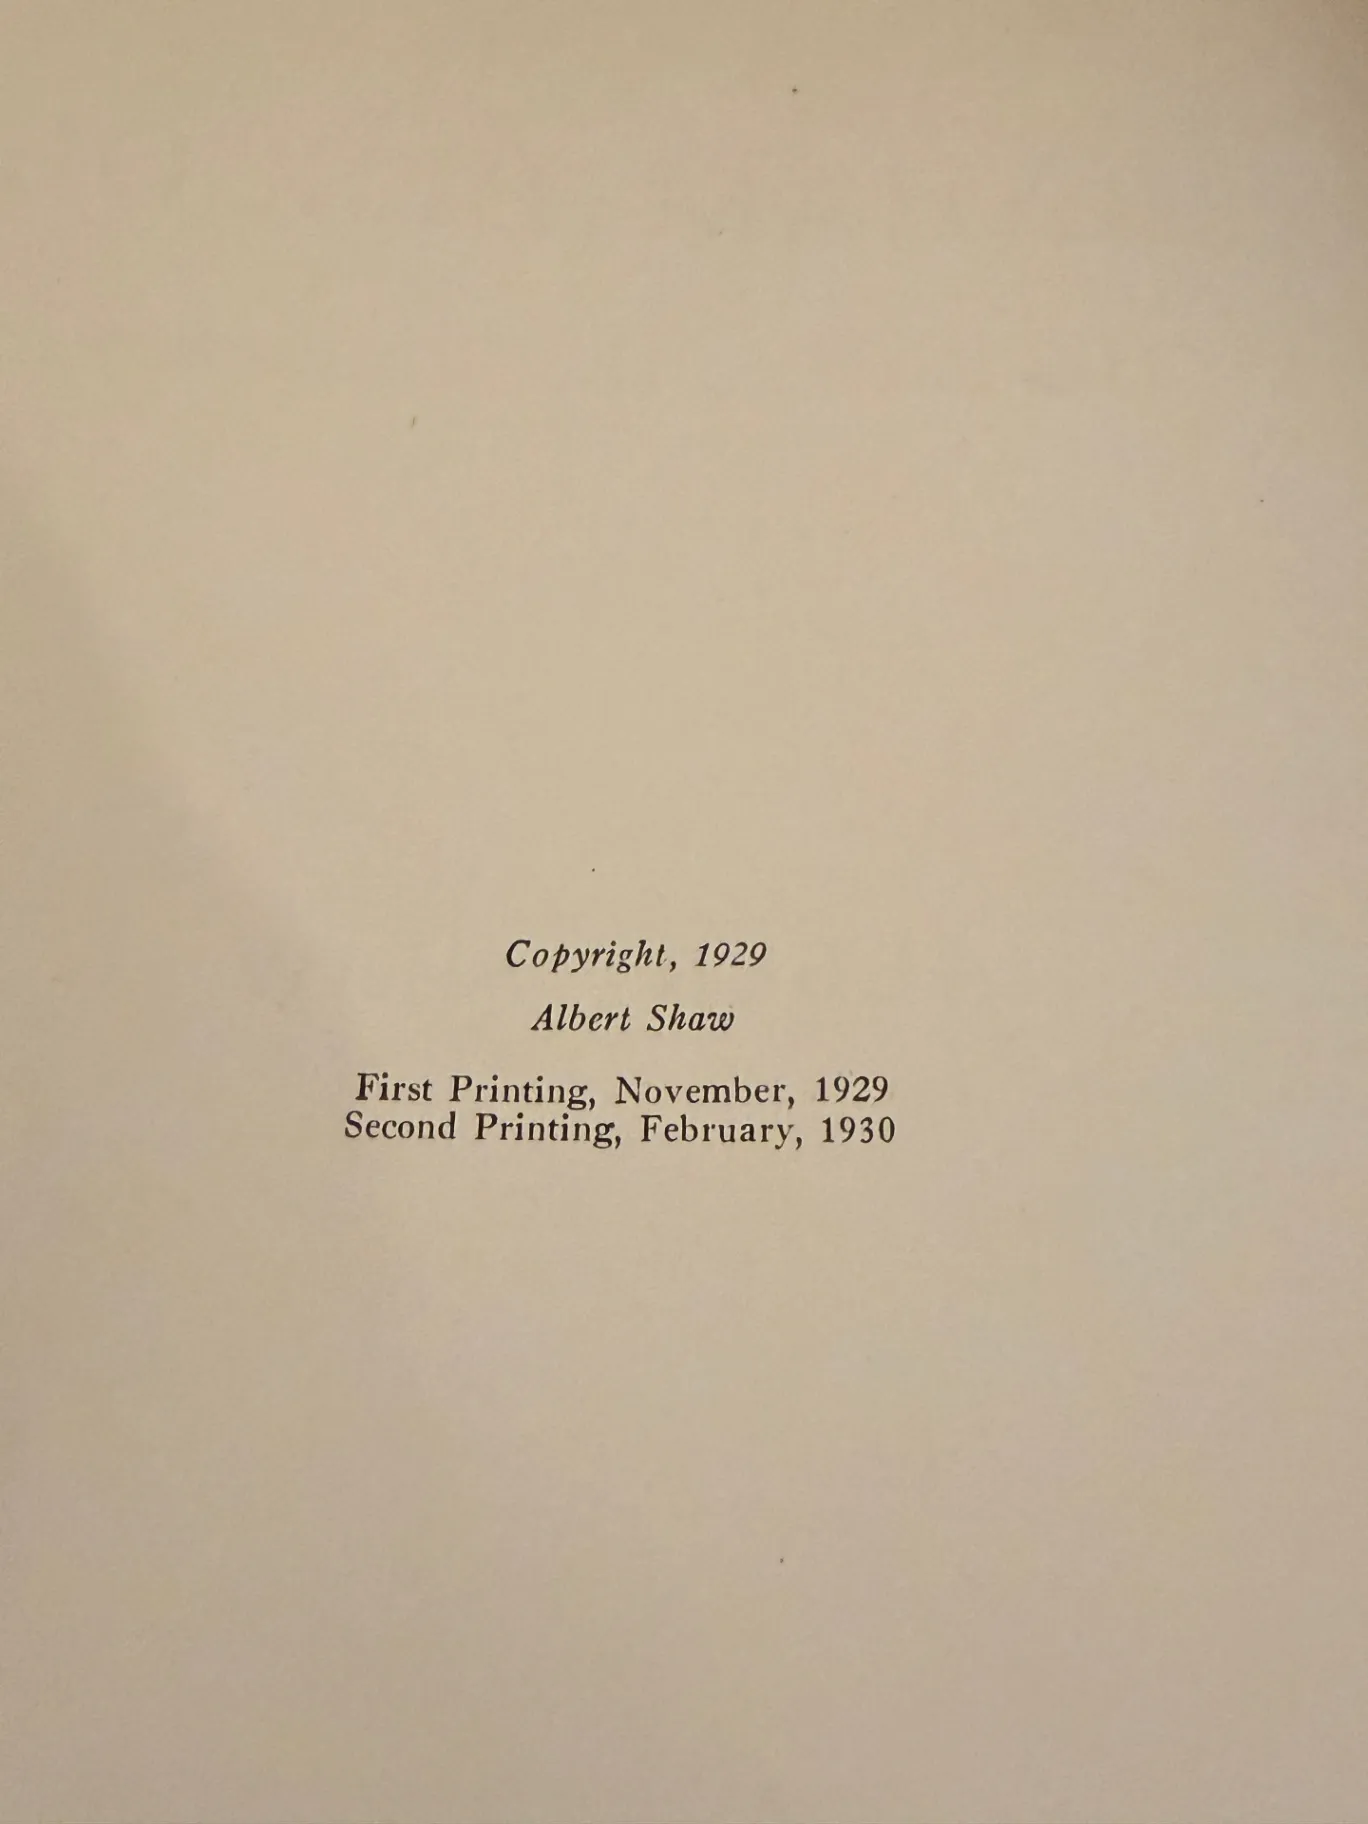 Copyright, 1929
Albert Shaw
First Printing, November, 1929
Second Printing, February, 1930